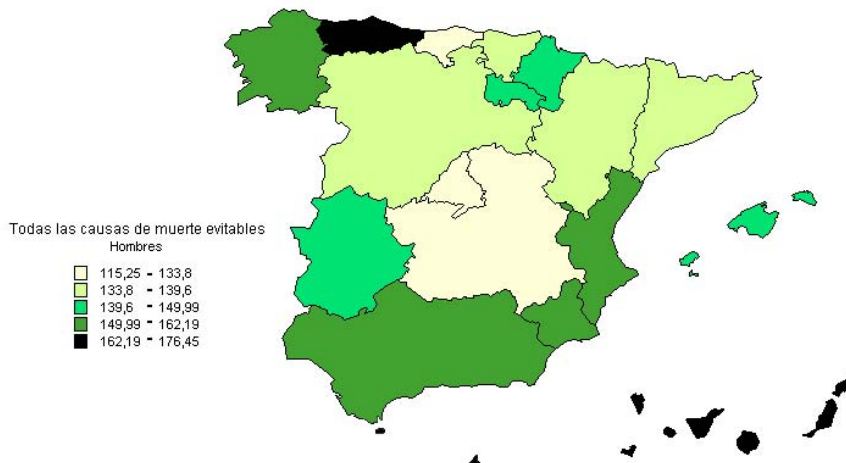 Todas las causas de muerte evitables
Hombres
115,25 - 133,8
133,8 - 139,6
139,6 - 149,99
149,99 - 162,19
162,19 - 176,45